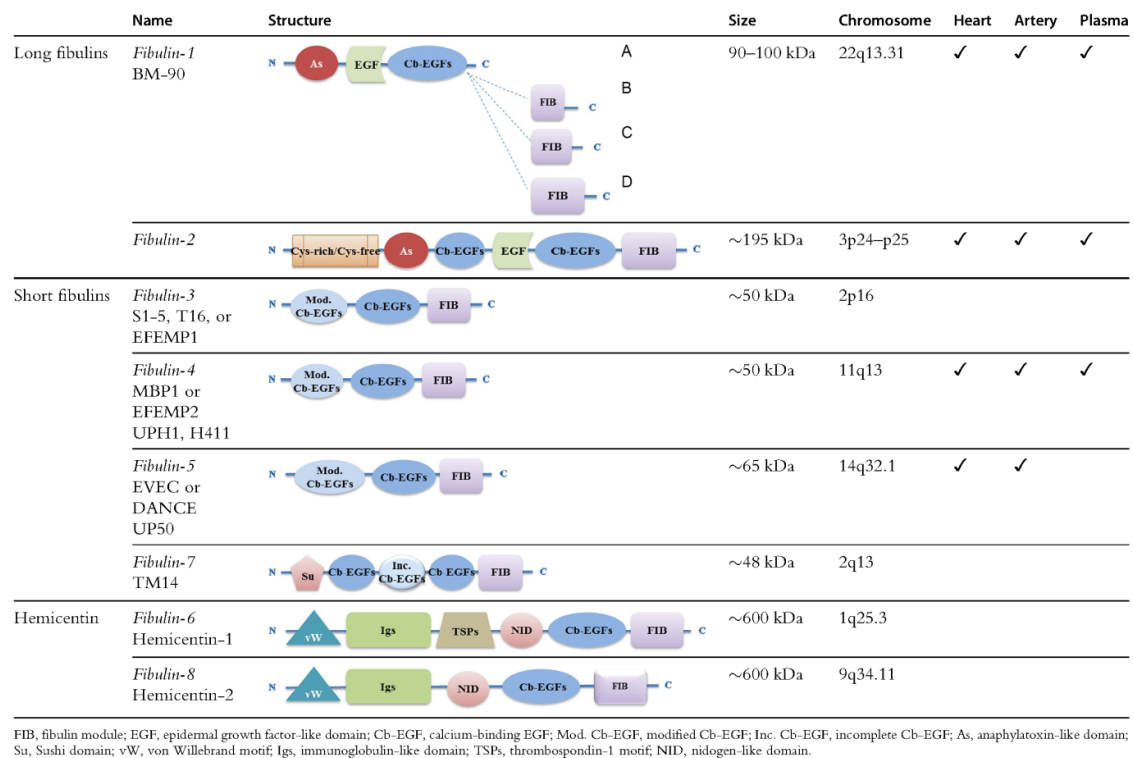 Name Structure Size Chromosome Heart Artery Plasma
Long fibulins Fibulin-1 90–100 kDa 22q13.31 ✓ ✓ ✓
BM-90
N As EGF Cb-EGFs C A
FIB C B
FIB C C
FIB C D
Fibulin-2 ~195 kDa 3p24–p25 ✓ ✓ ✓
N Cys-rich/Cys-free As Cb-EGFs EGF Cb-EGFs FIB C
Short fibulins Fibulin-3 ~50 kDa 2p16
S1-5, T16, or
EFEMP1
N Mod. Cb-EGFs Cb-EGFs FIB C
Fibulin-4 ~50 kDa 11q13 ✓ ✓ ✓
MBP1 or
EFEMP2
UPH1, H411
N Mod. Cb-EGFs Cb-EGFs FIB C
Fibulin-5 ~65 kDa 14q32.1 ✓ ✓
EVEC or
DANCE
UP50
N Mod. Cb-EGFs Cb-EGFs FIB C
Fibulin-7 ~48 kDa 2q13
TM14
N Su Cb-EGFs Inc. Cb-EGFs Cb-EGFs FIB C
Hemicentin Fibulin-6 ~600 kDa 1q25.3
Hemicentin-1
N vW Igs TSPs NID Cb-EGFs FIB C
Fibulin-8 ~600 kDa 9q34.11
Hemicentin-2
N vW Igs NID Cb-EGFs FIB C
FIB, fibulin module; EGF, epidermal growth factor-like domain; Cb-EGF, calcium-binding EGF; Mod. Cb-EGF, modified Cb-EGF; Inc. Cb-EGF, incomplete Cb-EGF; As, anaphylatoxin-like domain;
Su, Sushi domain; vW, von Willebrand motif; Igs, immunoglobulin-like domain; TSPs, thrombospondin-1 motif; NID, nidogen-like domain.